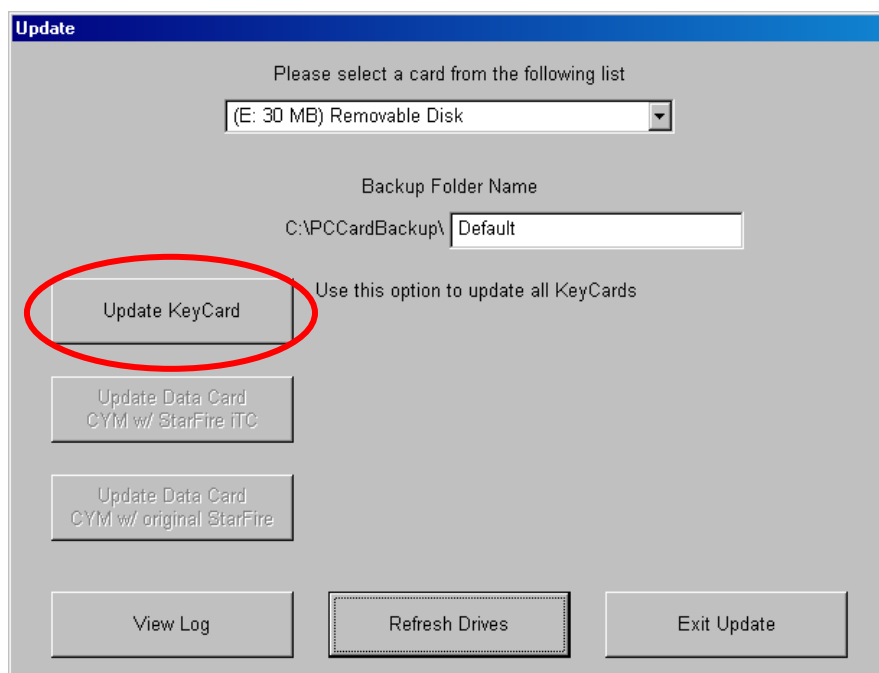 Update
Please select a card from the following list
(E: 30 MB) Removable Disk
Backup Folder Name
C:\PCCardBackup\ Default
Update KeyCard
Use this option to update all KeyCards
Update Data Card
CYM w/ StarFire iTC
Update Data Card
CYM w/ original StarFire
View Log
Refresh Drives
Exit Update